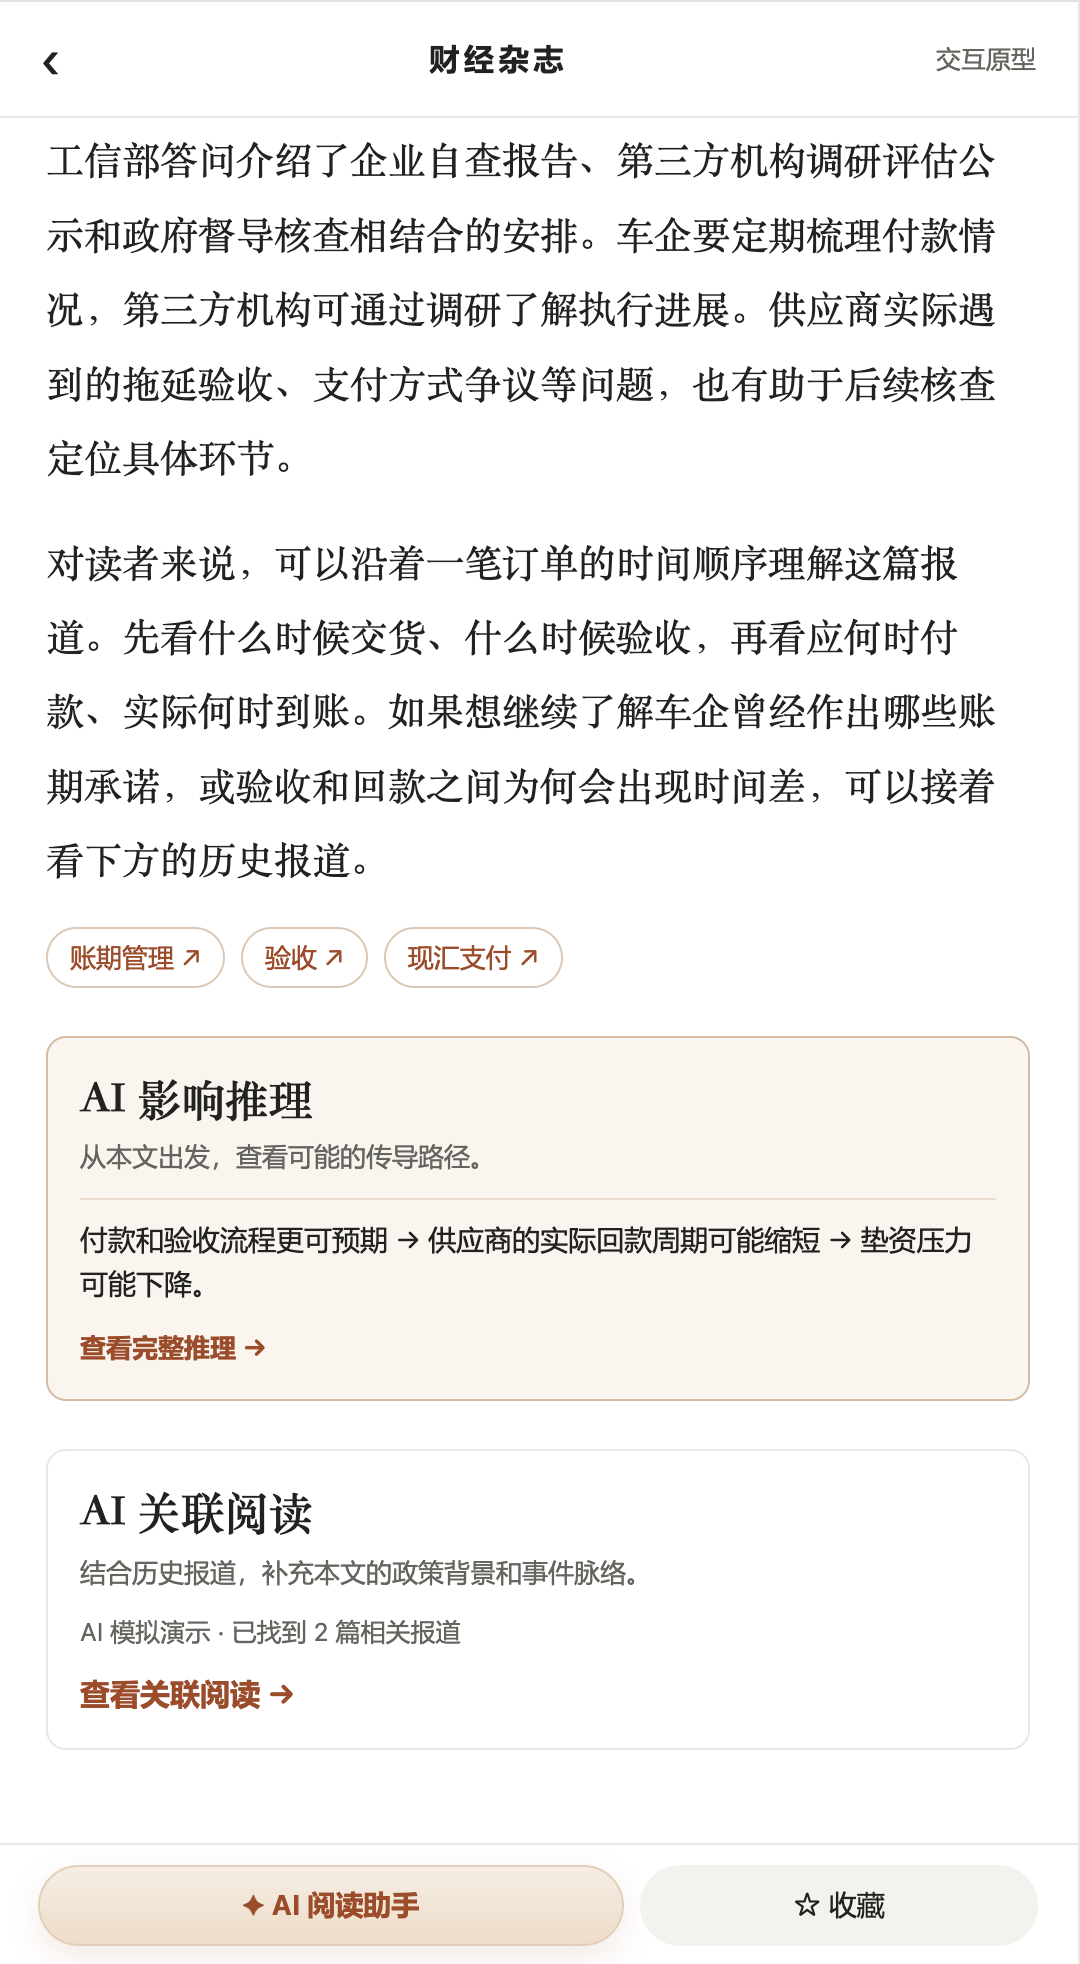 ‹
财经杂志
交互原型
工信部答问介绍了企业自查报告、第三方机构调研评估公
示和政府督导核查相结合的安排。车企要定期梳理付款情
况，第三方机构可通过调研了解执行进展。供应商实际遇
到的拖延验收、支付方式争议等问题，也有助于后续核查
定位具体环节。
对读者来说，可以沿着一笔订单的时间顺序理解这篇报
道。先看什么时候交货、什么时候验收，再看应何时付
款、实际何时到账。如果想继续了解车企曾经作出哪些账
期承诺，或验收和回款之间为何会出现时间差，可以接着
看下方的历史报道。
账期管理 ↗
验收 ↗
现汇支付 ↗
AI 影响推理
从本文出发，查看可能的传导路径。
付款和验收流程更可预期 → 供应商的实际回款周期可能缩短 → 垫资压力
可能下降。
查看完整推理 →
AI 关联阅读
结合历史报道，补充本文的政策背景和事件脉络。
AI 模拟演示 · 已找到 2 篇相关报道
查看关联阅读 →
✦ AI 阅读助手
☆ 收藏